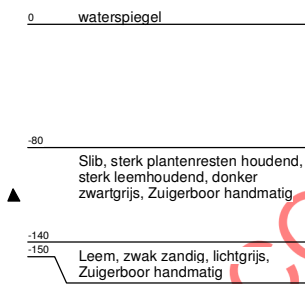 0 waterspiegel
-80
Slib, sterk plantenresten houdend,
sterk leemhoudend, donker
zwartgrijs, Zuigerboor handmatig
-140
-150 Leem, zwak zandig, lichtgrijs,
Zuigerboor handmatig